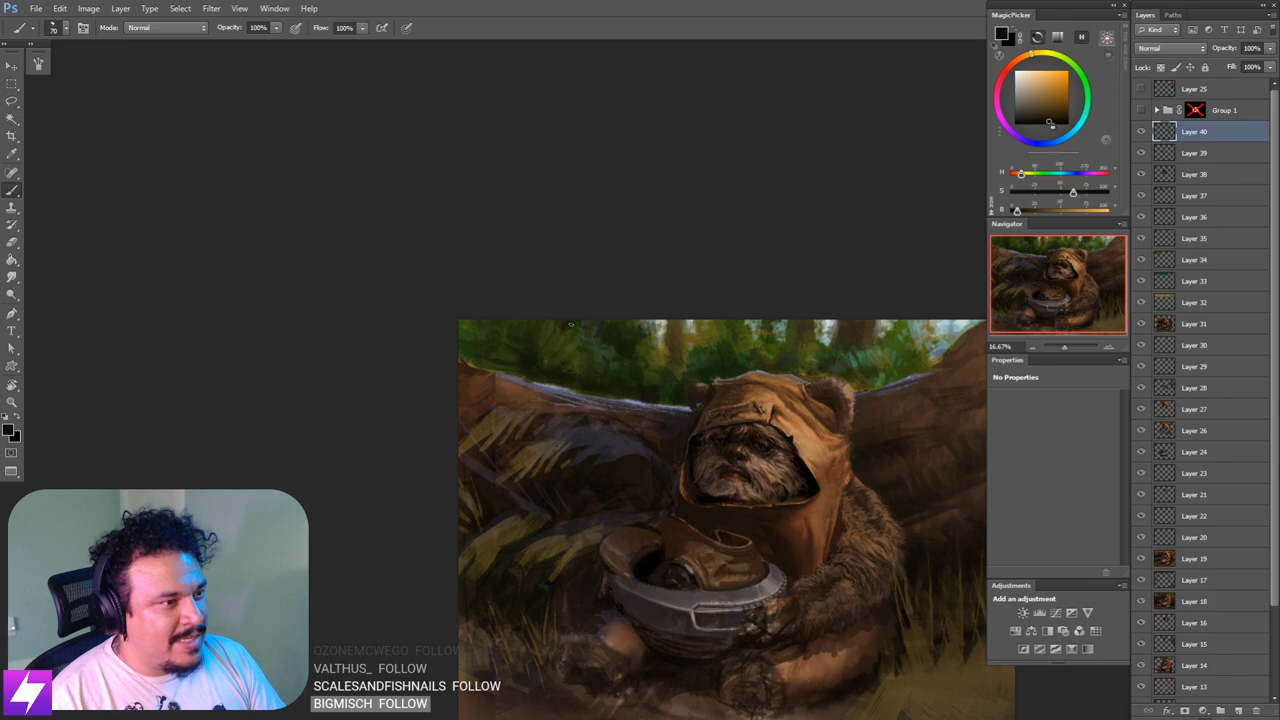 Ps File Edit Image Layer Type Select Filter View Window Help
70 Mode: Normal Opacity: 100% Flow: 100%
MagicPicker
H
H
S
B
Navigator
16.67%
Properties
No Properties
Adjustments
Add an adjustment
Layers Paths
Kind
Normal Opacity: 100%
Lock: Fill: 100%
Layer 25
Group 1
Layer 40
Layer 39
Layer 38
Layer 37
Layer 36
Layer 35
Layer 34
Layer 33
Layer 32
Layer 31
Layer 30
Layer 29
Layer 28
Layer 27
Layer 26
Layer 24
Layer 23
Layer 21
Layer 22
Layer 20
Layer 19
Layer 17
Layer 18
Layer 16
Layer 15
Layer 14
Layer 13
OZONEMCWEGO FOLLOW
VALTHUS_ FOLLOW
SCALESANDFISHNAILS FOLLOW
BIGMISCH FOLLOW